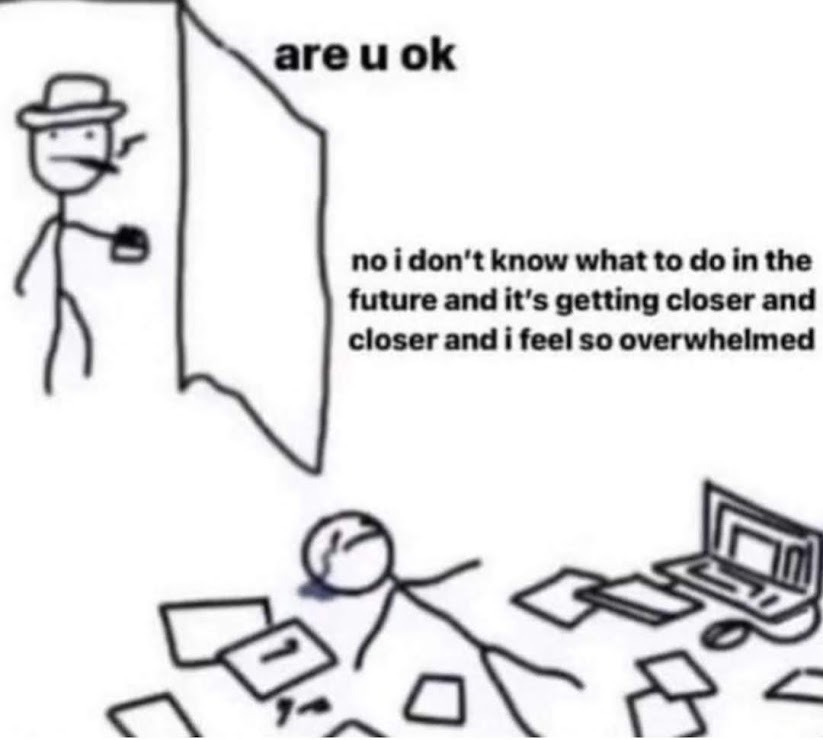 are u ok
no i don't know what to do in the
future and it's getting closer and
closer and i feel so overwhelmed